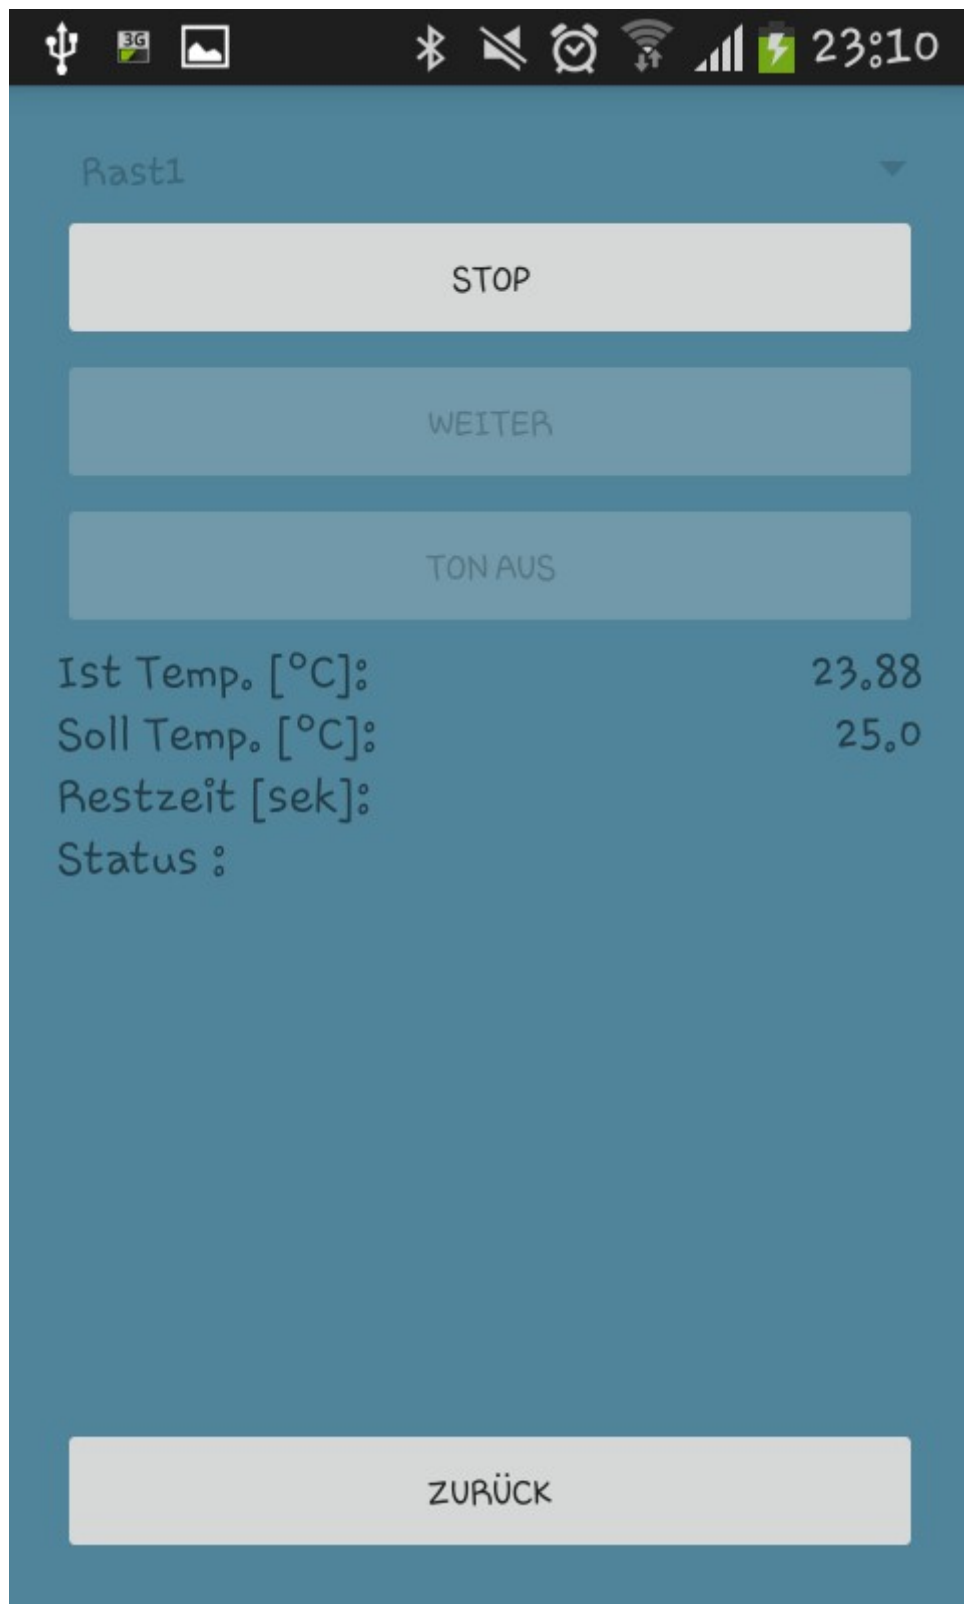 3G
23:10
Rast1
STOP
WEITER
TON AUS
Ist Temp. [°C]: 23.88
Soll Temp. [°C]: 25.0
Restzeit [sek]:
Status :
ZURÜCK